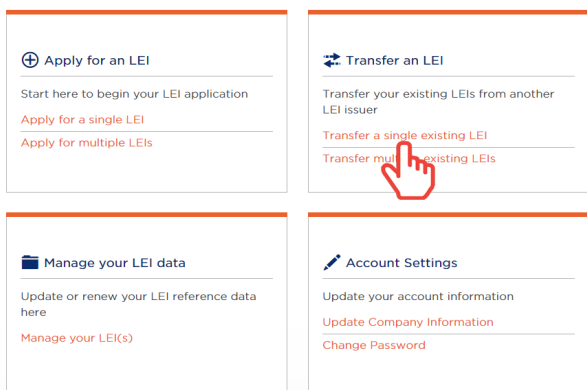 Apply for an LEI
Start here to begin your LEI application
Apply for a single LEI
Apply for multiple LEIs
Transfer an LEI
Transfer your existing LEIs from another
LEI issuer
Transfer a single existing LEI
Transfer existing LEIs
Manage your LEI data
Update or renew your LEI reference data
here
Manage your LEI(s)
Account Settings
Update your account information
Update Company Information
Change Password